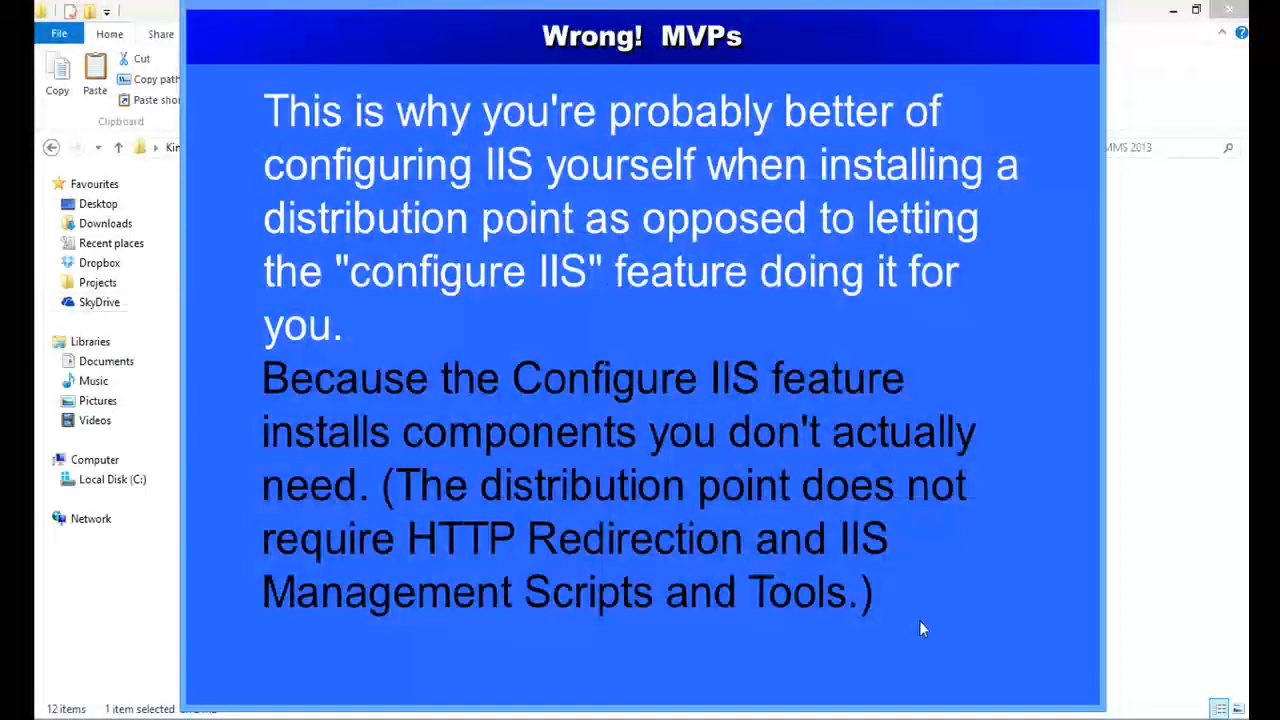 Wrong! MVPs
File
Home
Share
Cut
Copy path
Paste shor
Copy
Paste
Clipboard
Kin
MMS 2013
Favourites
Desktop
Downloads
Recent places
Dropbox
Projects
SkyDrive
Libraries
Documents
Music
Pictures
Videos
Computer
Local Disk (C:)
Network
This is why you're probably better of
configuring IIS yourself when installing a
distribution point as opposed to letting
the "configure IIS" feature doing it for
you.
Because the Configure IIS feature
installs components you don't actually
need. (The distribution point does not
require HTTP Redirection and IIS
Management Scripts and Tools.)
12 items 1 item selected